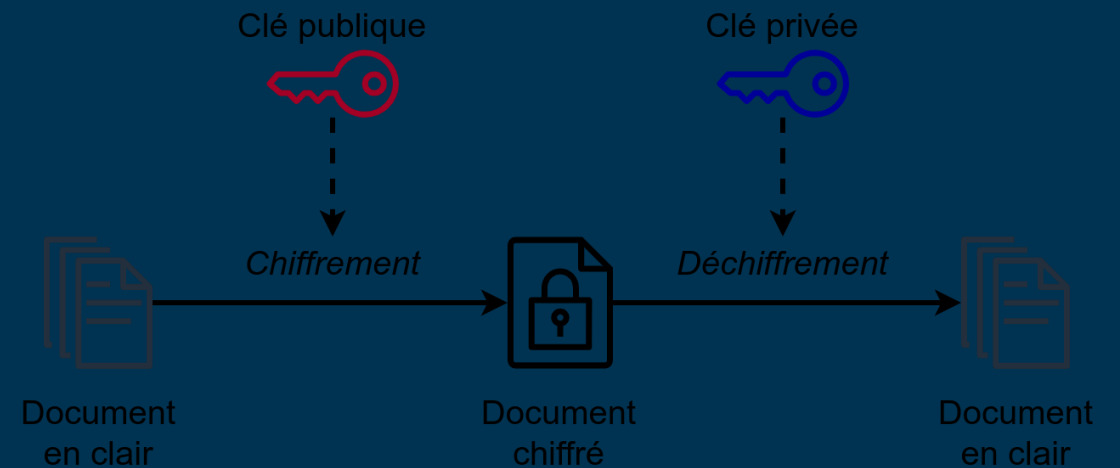 Clé publique
Clé privée
Chiffrement
Déchiffrement
Document
en clair
Document
chiffré
Document
en clair